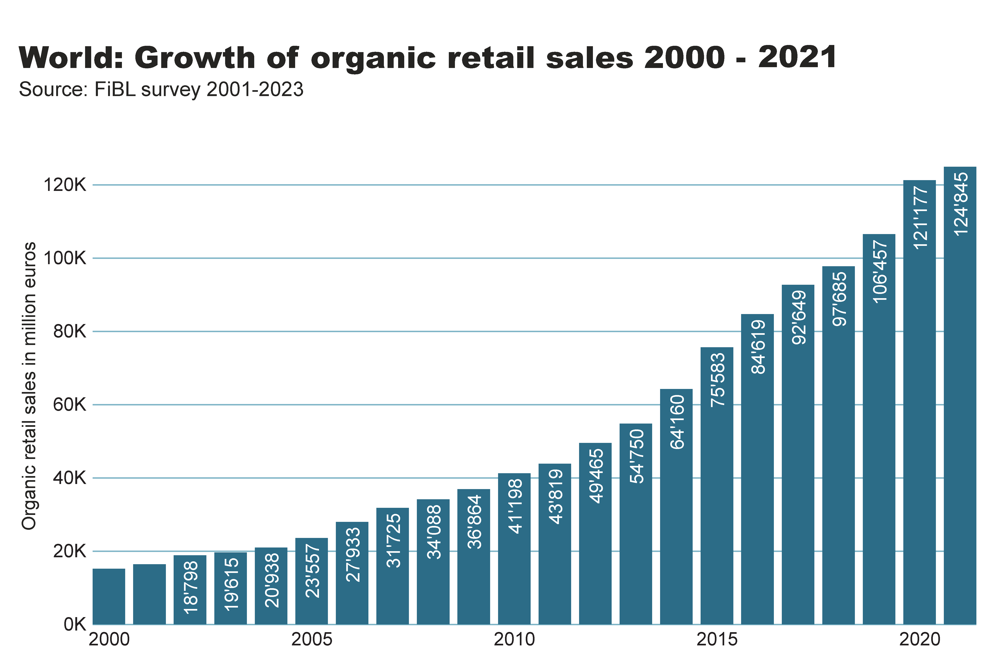 World: Growth of organic retail sales 2000 - 2021
Source: FiBL survey 2001-2023
Organic retail sales in million euros
120K
100K
80K
60K
40K
20K
0K
18'798
19'615
20'938
23'557
27'933
31'725
34'088
36'864
41'198
43'819
49'465
54'750
64'160
75'583
84'619
92'649
97'685
106'457
121'177
124'845
2000
2005
2010
2015
2020